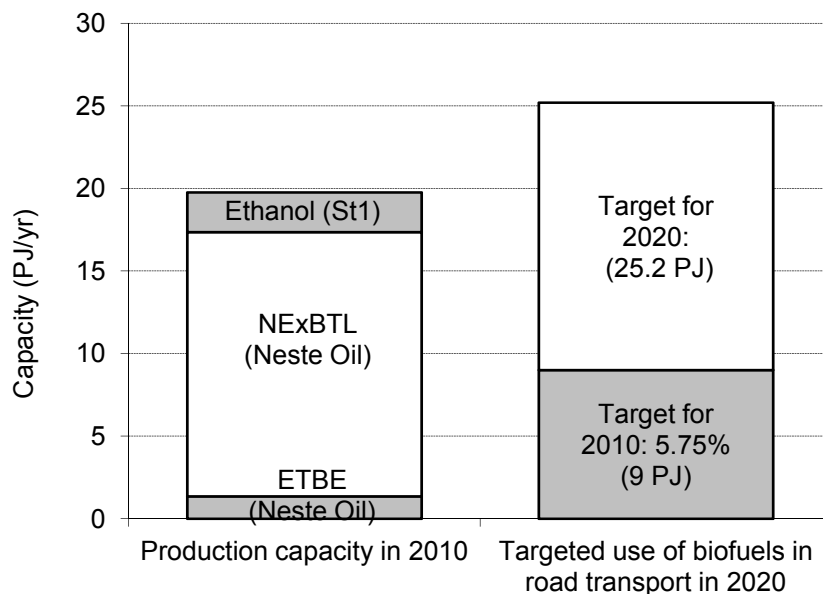 30
25
20
15
10
5
0
Capacity (PJ/yr)
Ethanol (St1)
NExBTL
(Neste Oil)
ETBE
(Neste Oil)
Target for
2020:
(25.2 PJ)
Target for
2010: 5.75%
(9 PJ)
Production capacity in 2010
Targeted use of biofuels in
road transport in 2020